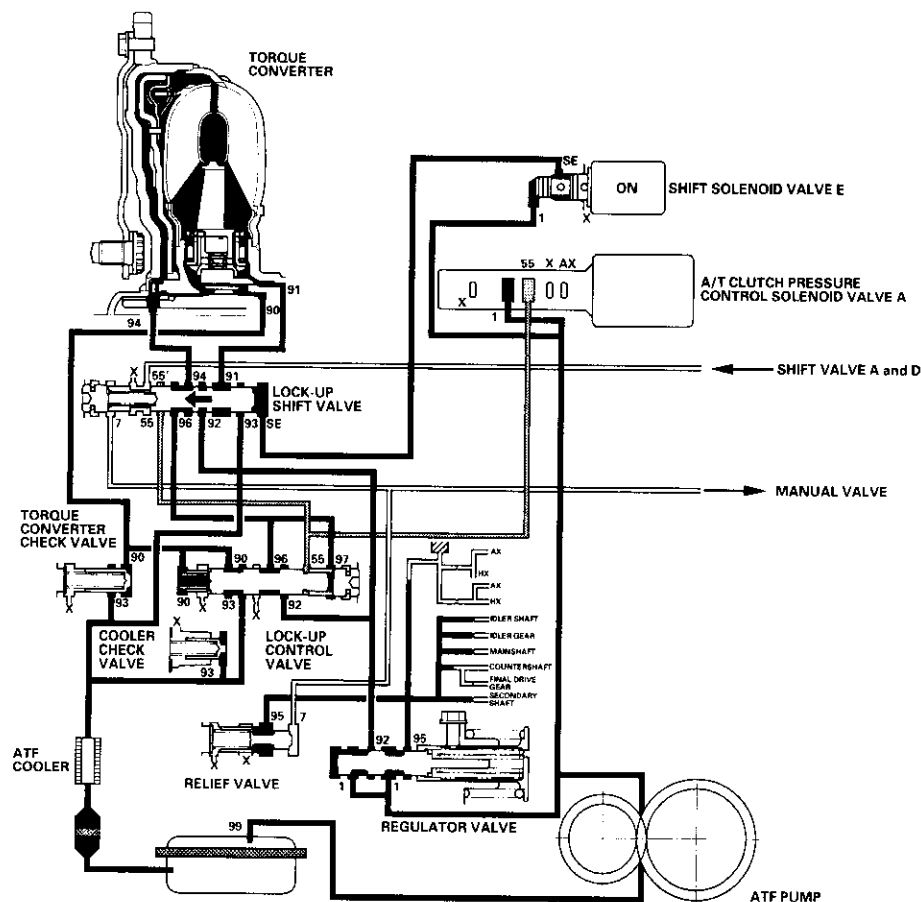 TORQUE
CONVERTER
SE
ON
SHIFT SOLENOID VALVE E
1
X
55 X AX
X
1
A/T CLUTCH PRESSURE
CONTROL SOLENOID VALVE A
91
90
94
SHIFT VALVE A and D
X 55' 94 91
LOCK-UP
SHIFT VALVE
7 55 96 92 93 SE
MANUAL VALVE
TORQUE
CONVERTER
CHECK VALVE
90
93
X
90 96 55 97
90 X 93 X 92 X
COOLER
CHECK
VALVE
X
93
LOCK-UP
CONTROL
VALVE
AX
HX
AX
HX
IDLER SHAFT
IDLER GEAR
MAINSHAFT
COUNTERSHAFT
FINAL DRIVE
GEAR
SECONDARY
SHAFT
95 7
X X
RELIEF VALVE
92 95
1 1
REGULATOR VALVE
ATF
COOLER
99
ATF PUMP